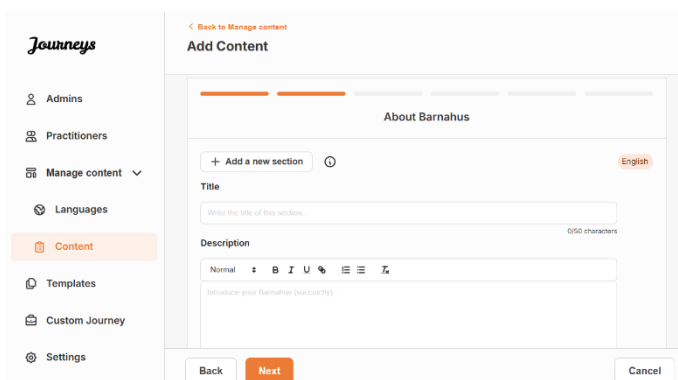 Journeys
Admins
Practitioners
Manage content
Languages
Content
Templates
Custom Journey
Settings
< Back to Manage content
Add Content
About Barnahus
+ Add a new section
English
Title
Write the title of this section...
0/50 characters
Description
Normal B I U
Introduce your Barnahus (succinctly)...
Back Next Cancel